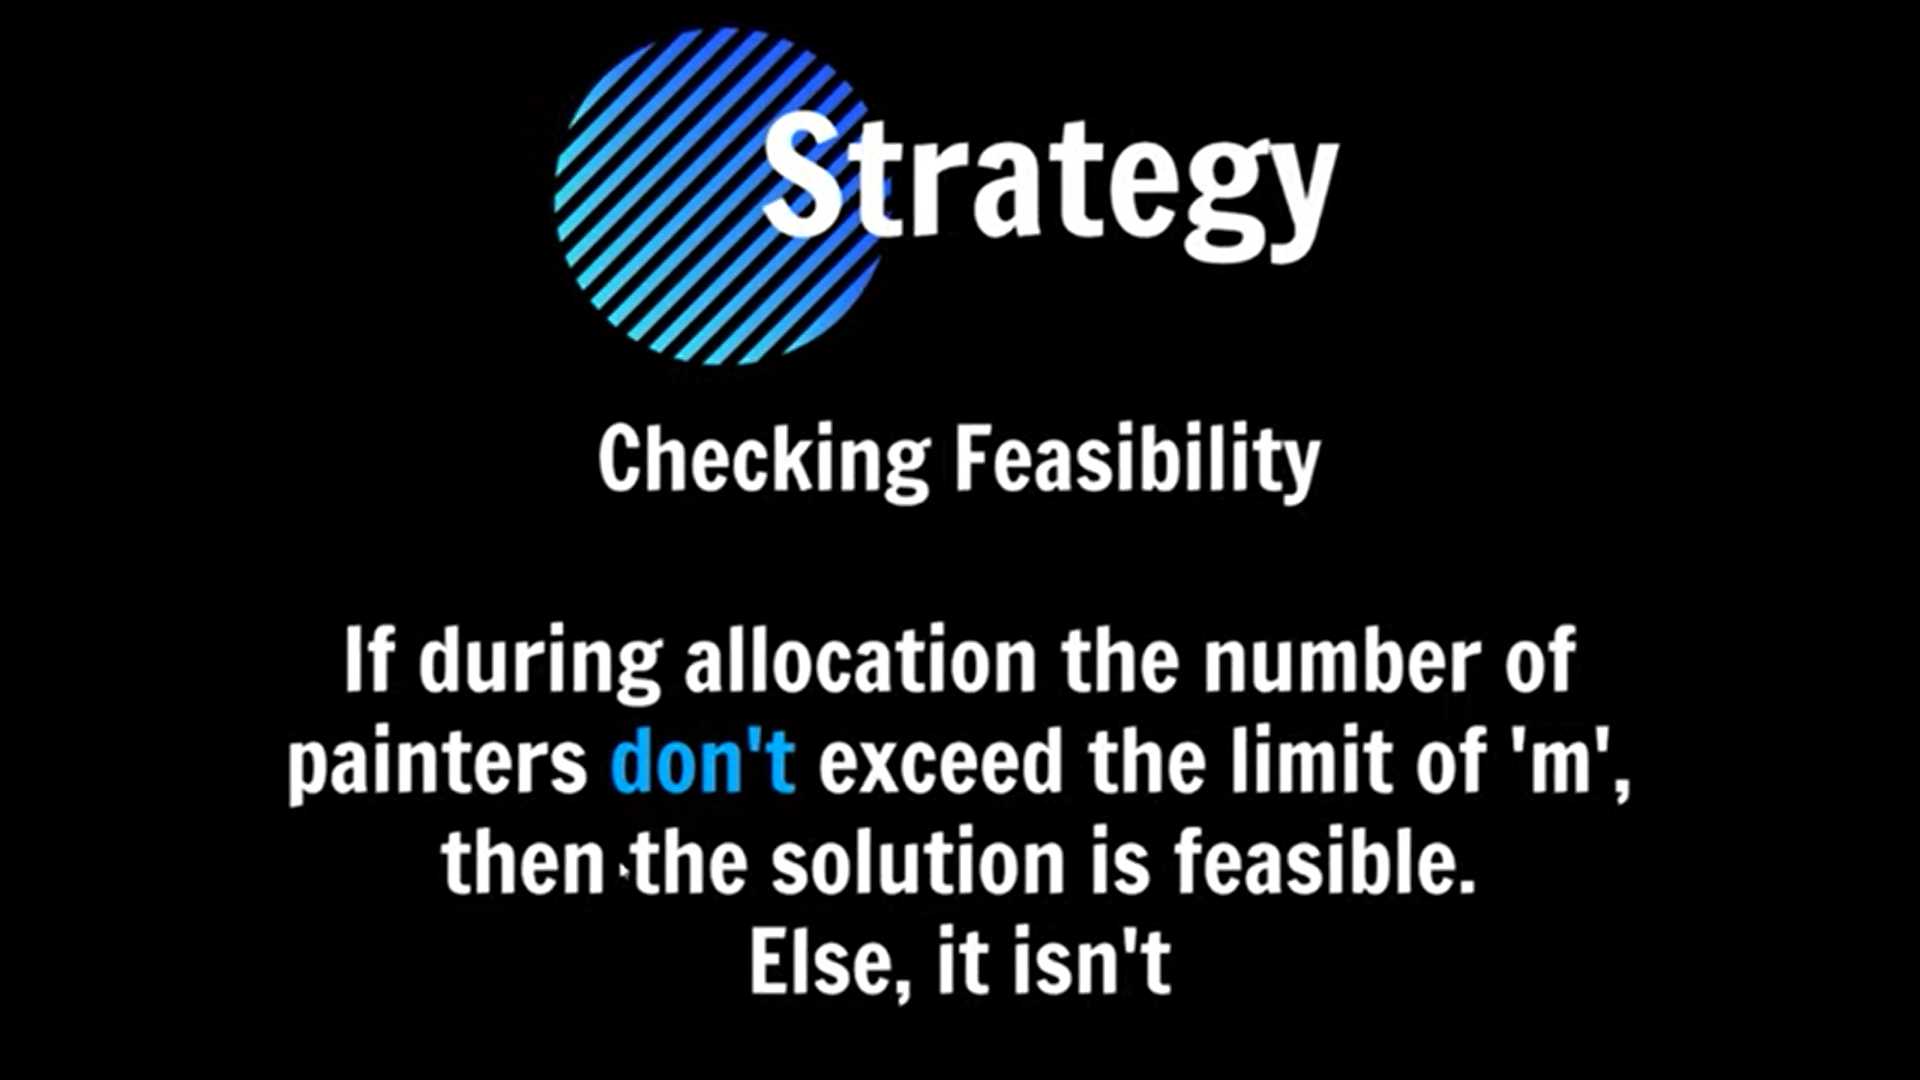 Strategy
Checking Feasibility
If during allocation the number of
painters don't exceed the limit of 'm',
then the solution is feasible.
Else, it isn't